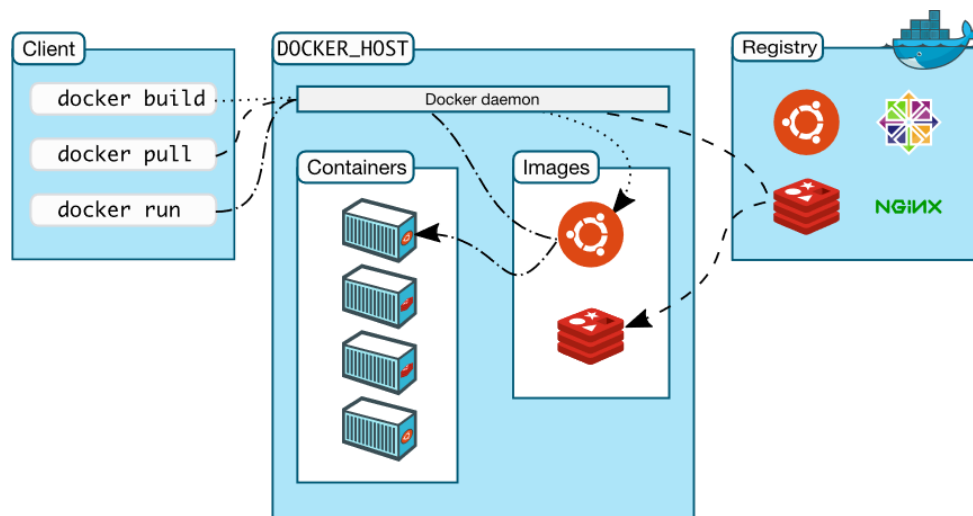 Client
docker build
docker pull
docker run
DOCKER_HOST
Docker daemon
Containers
Images
Registry
NGiNX